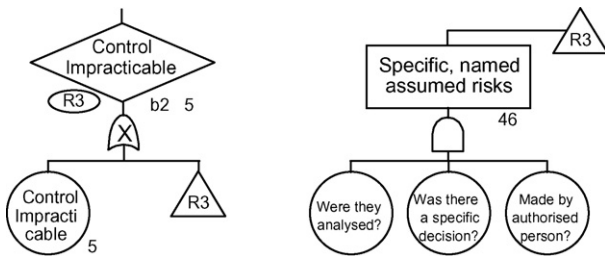 Control
Impracticable
R3
b2 5
X
Control
Impracti
cable
5
R3
R3
Specific, named
assumed risks
46
Were they
analysed?
Was there
a specific
decision?
Made by
authorised
person?